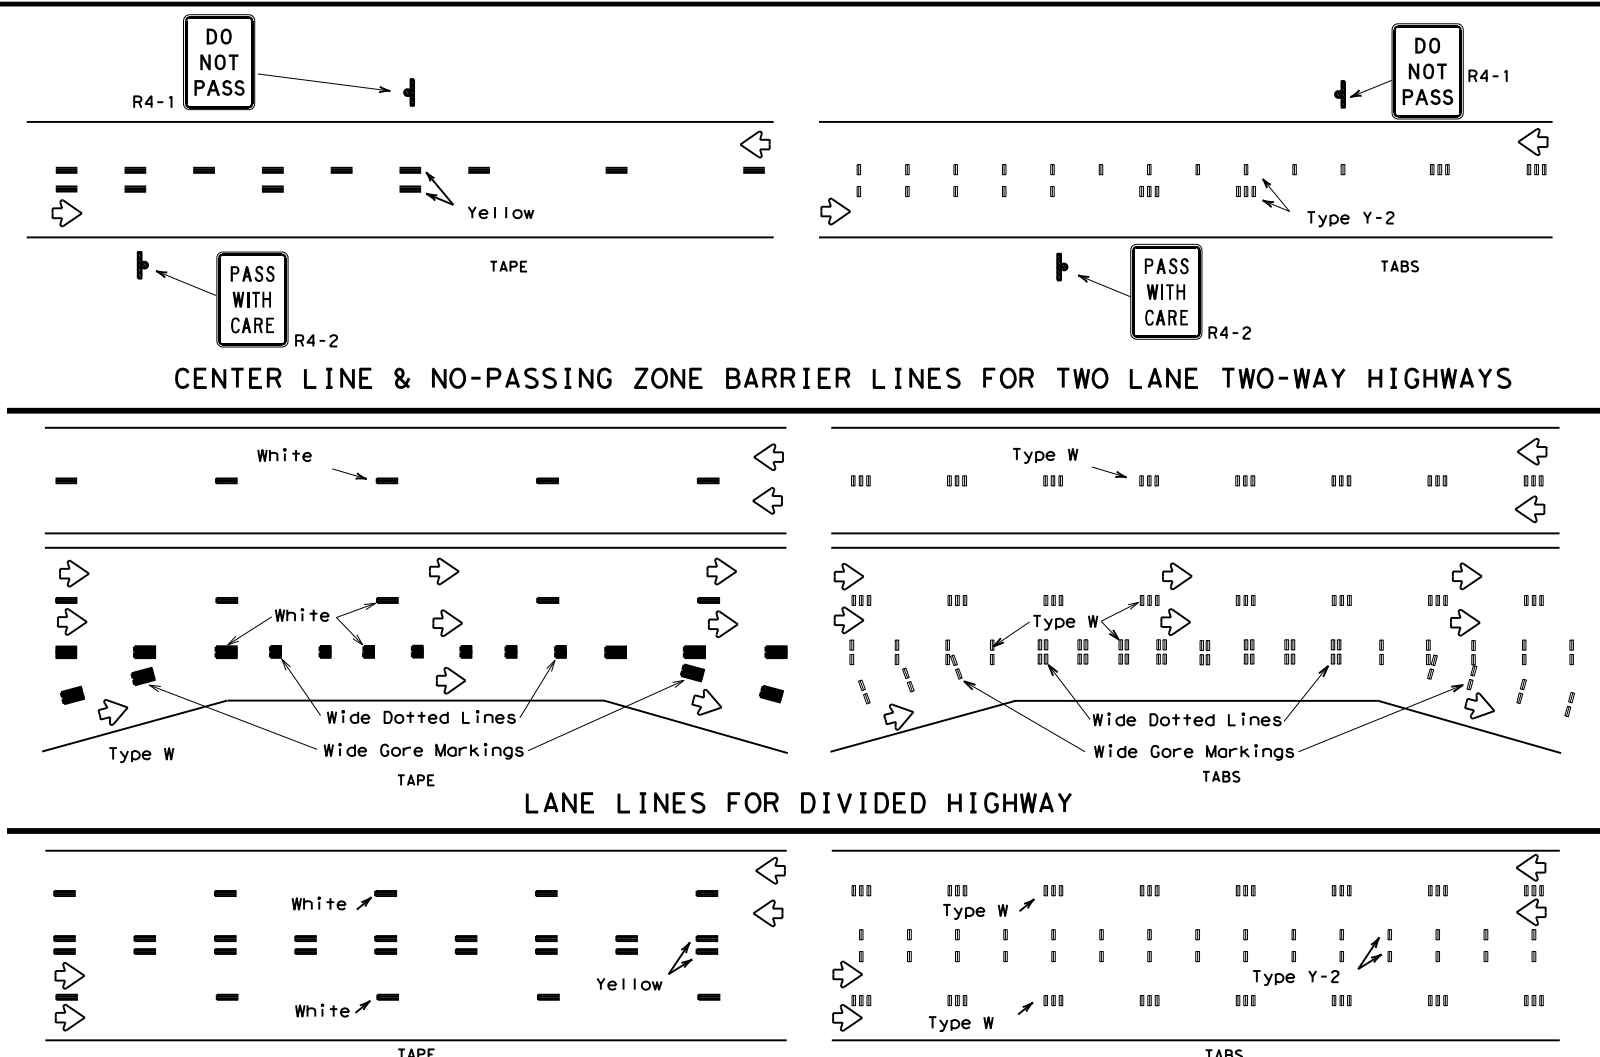 DO
NOT
PASS
R4-1
Yellow
TAPE
PASS
WITH
CARE
R4-2
DO
NOT
PASS
R4-1
Type Y-2
TABS
PASS
WITH
CARE
R4-2
CENTER LINE & NO-PASSING ZONE BARRIER LINES FOR TWO LANE TWO-WAY HIGHWAYS
White
White
Wide Dotted Lines
Wide Gore Markings
Type W
TAPE
Type W
Type W
Wide Dotted Lines
Wide Gore Markings
TABS
LANE LINES FOR DIVIDED HIGHWAY
White
Yellow
White
TAPE
Type W
Type Y-2
Type W
TABS